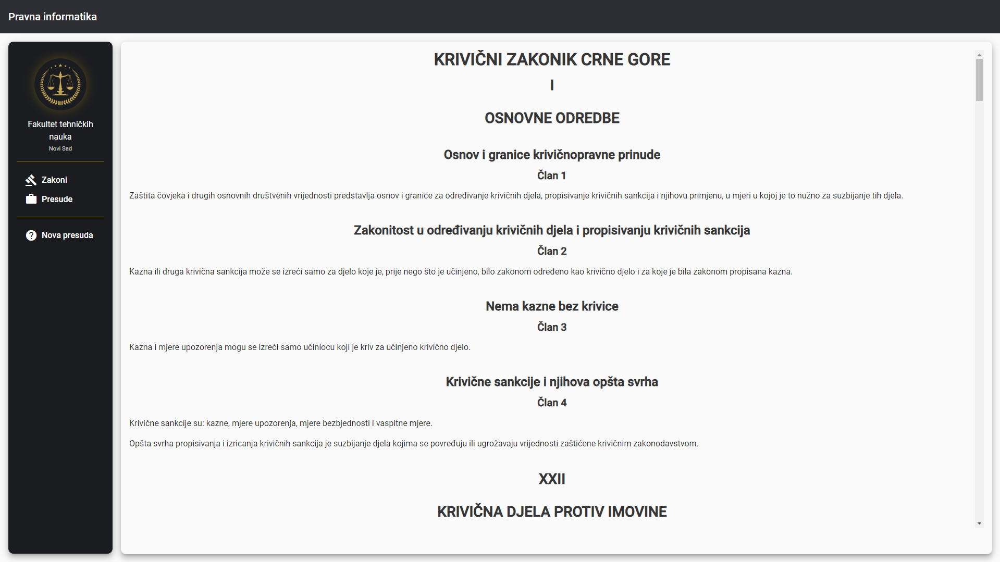 Pravna informatika
Fakultet tehničkih
nauka
Novi Sad
Zakoni
Presude
Nova presuda
KRIVIČNI ZAKONIK CRNE GORE
I
OSNOVNE ODREDBE
Osnov i granice krivičnopravne prinude
Član 1
Zaštita čovjeka i drugih osnovnih društvenih vrijednosti predstavlja osnov i granice za određivanje krivičnih djela, propisivanje krivičnih sankcija i njihovu primjenu, u mjeri u kojoj je to nužno za suzbijanje tih djela.
Zakonitost u određivanju krivičnih djela i propisivanju krivičnih sankcija
Član 2
Kazna ili druga krivična sankcija može se izreći samo za djelo koje je, prije nego što je učinjeno, bilo zakonom određeno kao krivično djelo i za koje je bila zakonom propisana kazna.
Nema kazne bez krivice
Član 3
Kazna i mjere upozorenja mogu se izreći samo učiniocu koji je kriv za učinjeno krivično djelo.
Krivične sankcije i njihova opšta svrha
Član 4
Krivične sankcije su: kazne, mjere upozorenja, mjere bezbjednosti i vaspitne mjere.
Opšta svrha propisivanja i izricanja krivičnih sankcija je suzbijanje djela kojima se povređuju ili ugrožavaju vrijednosti zaštićene krivičnim zakonodavstvom.
XXII
KRIVIČNA DJELA PROTIV IMOVINE